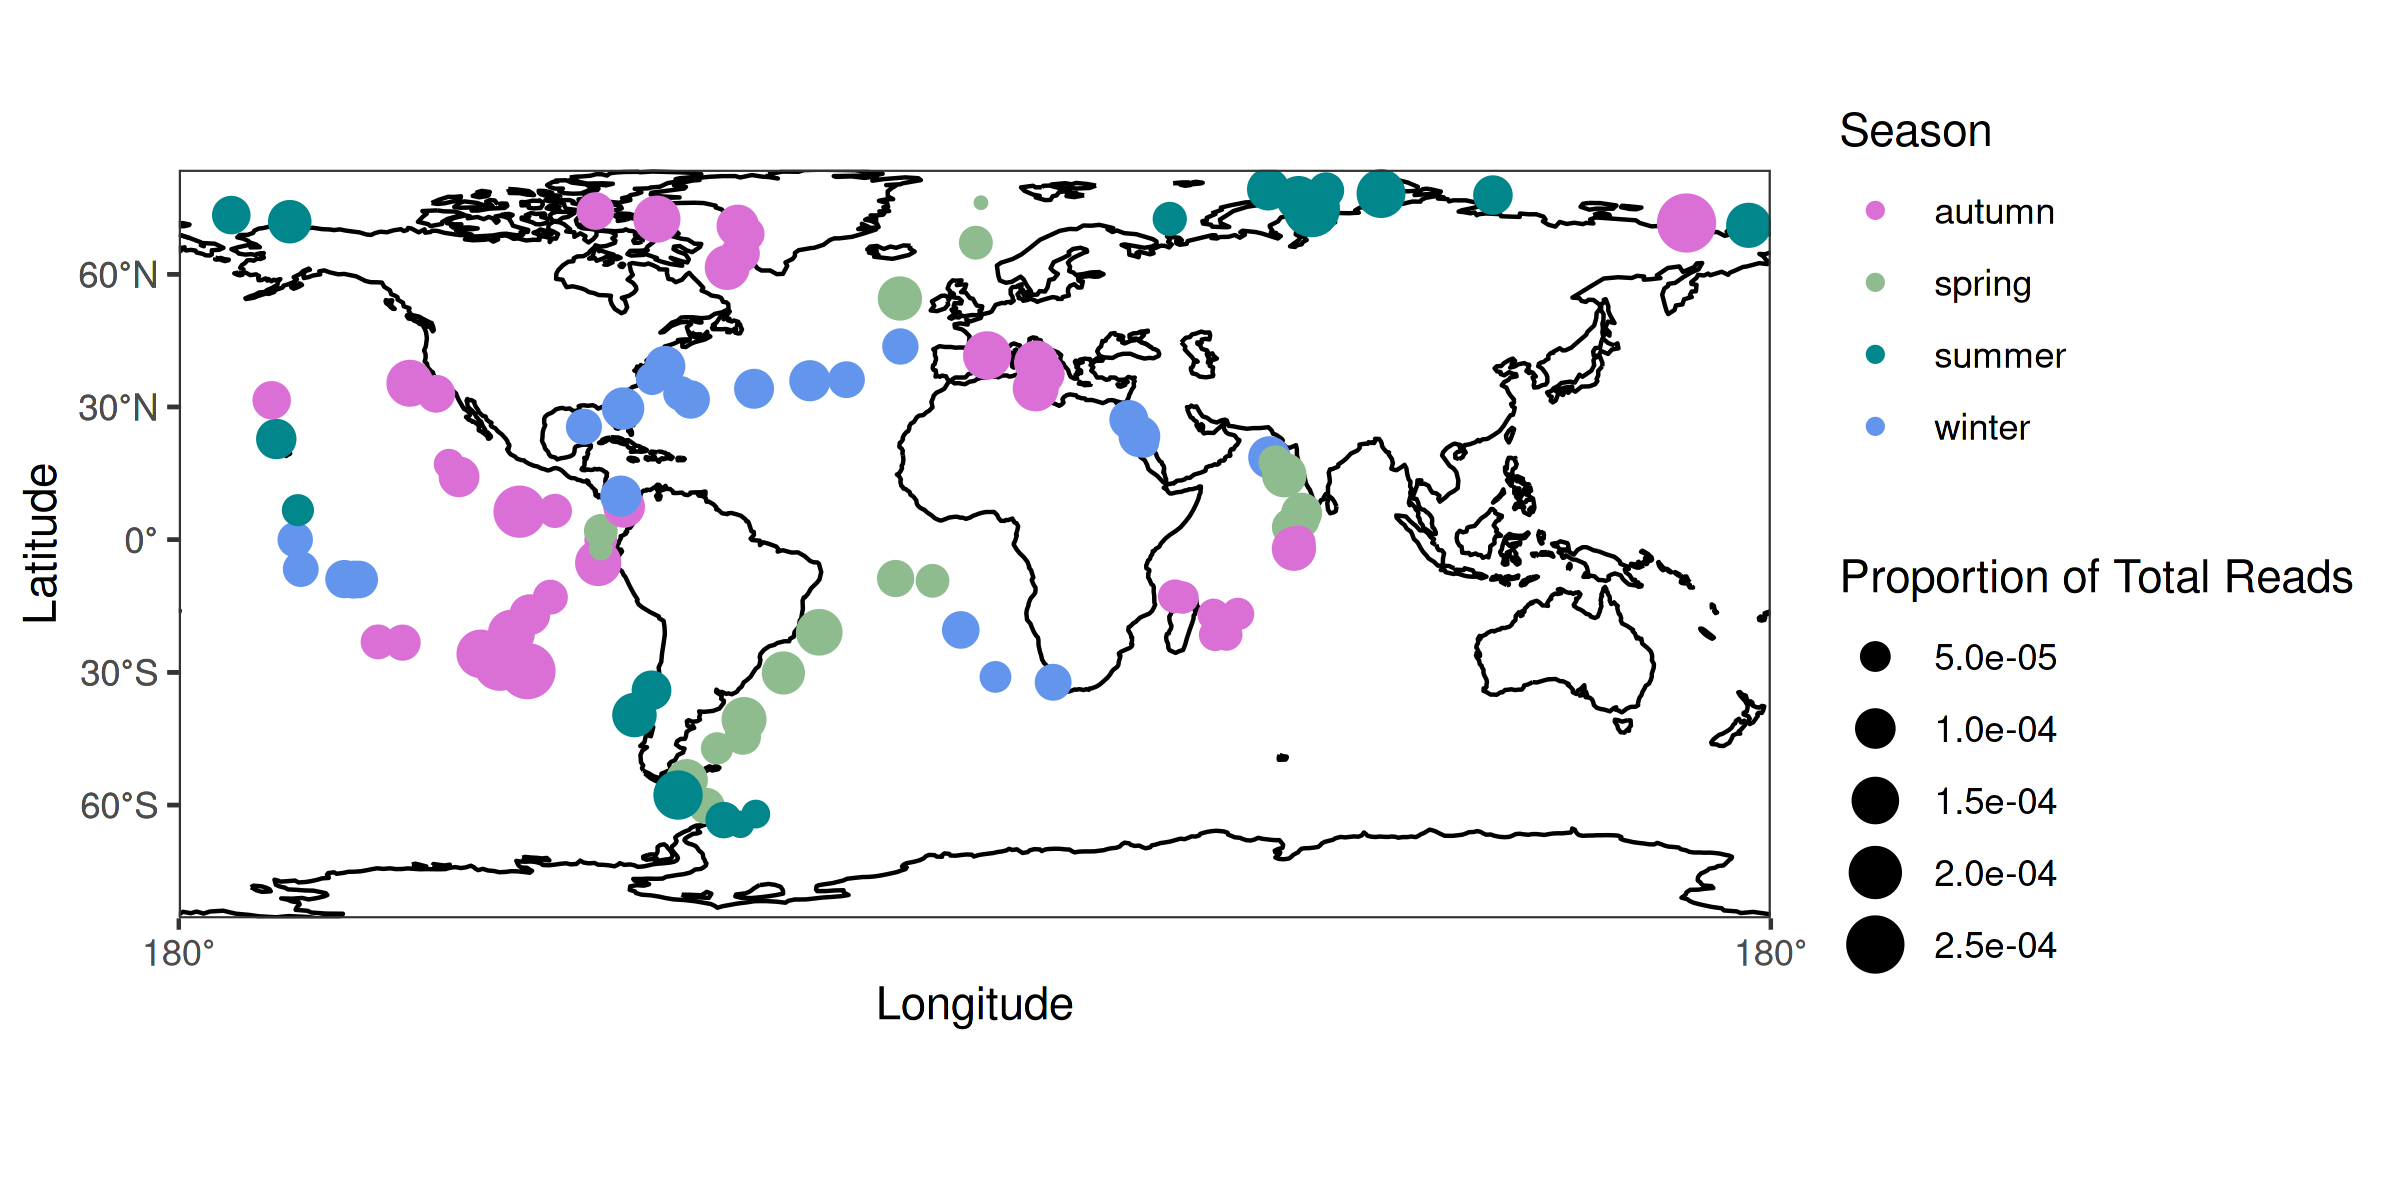 Season
autumn
spring
summer
winter
Proportion of Total Reads
5.0e-05
1.0e-04
1.5e-04
2.0e-04
2.5e-04
Latitude
60°N
30°N
0°
30°S
60°S
180°
180°
Longitude